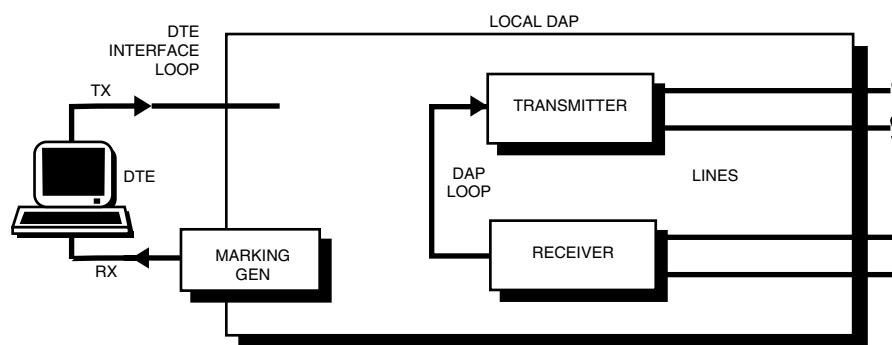 LOCAL DAP
DTE
INTERFACE
LOOP
TX
TRANSMITTER
DTE
DAP
LOOP
LINES
MARKING
GEN
RECEIVER
RX